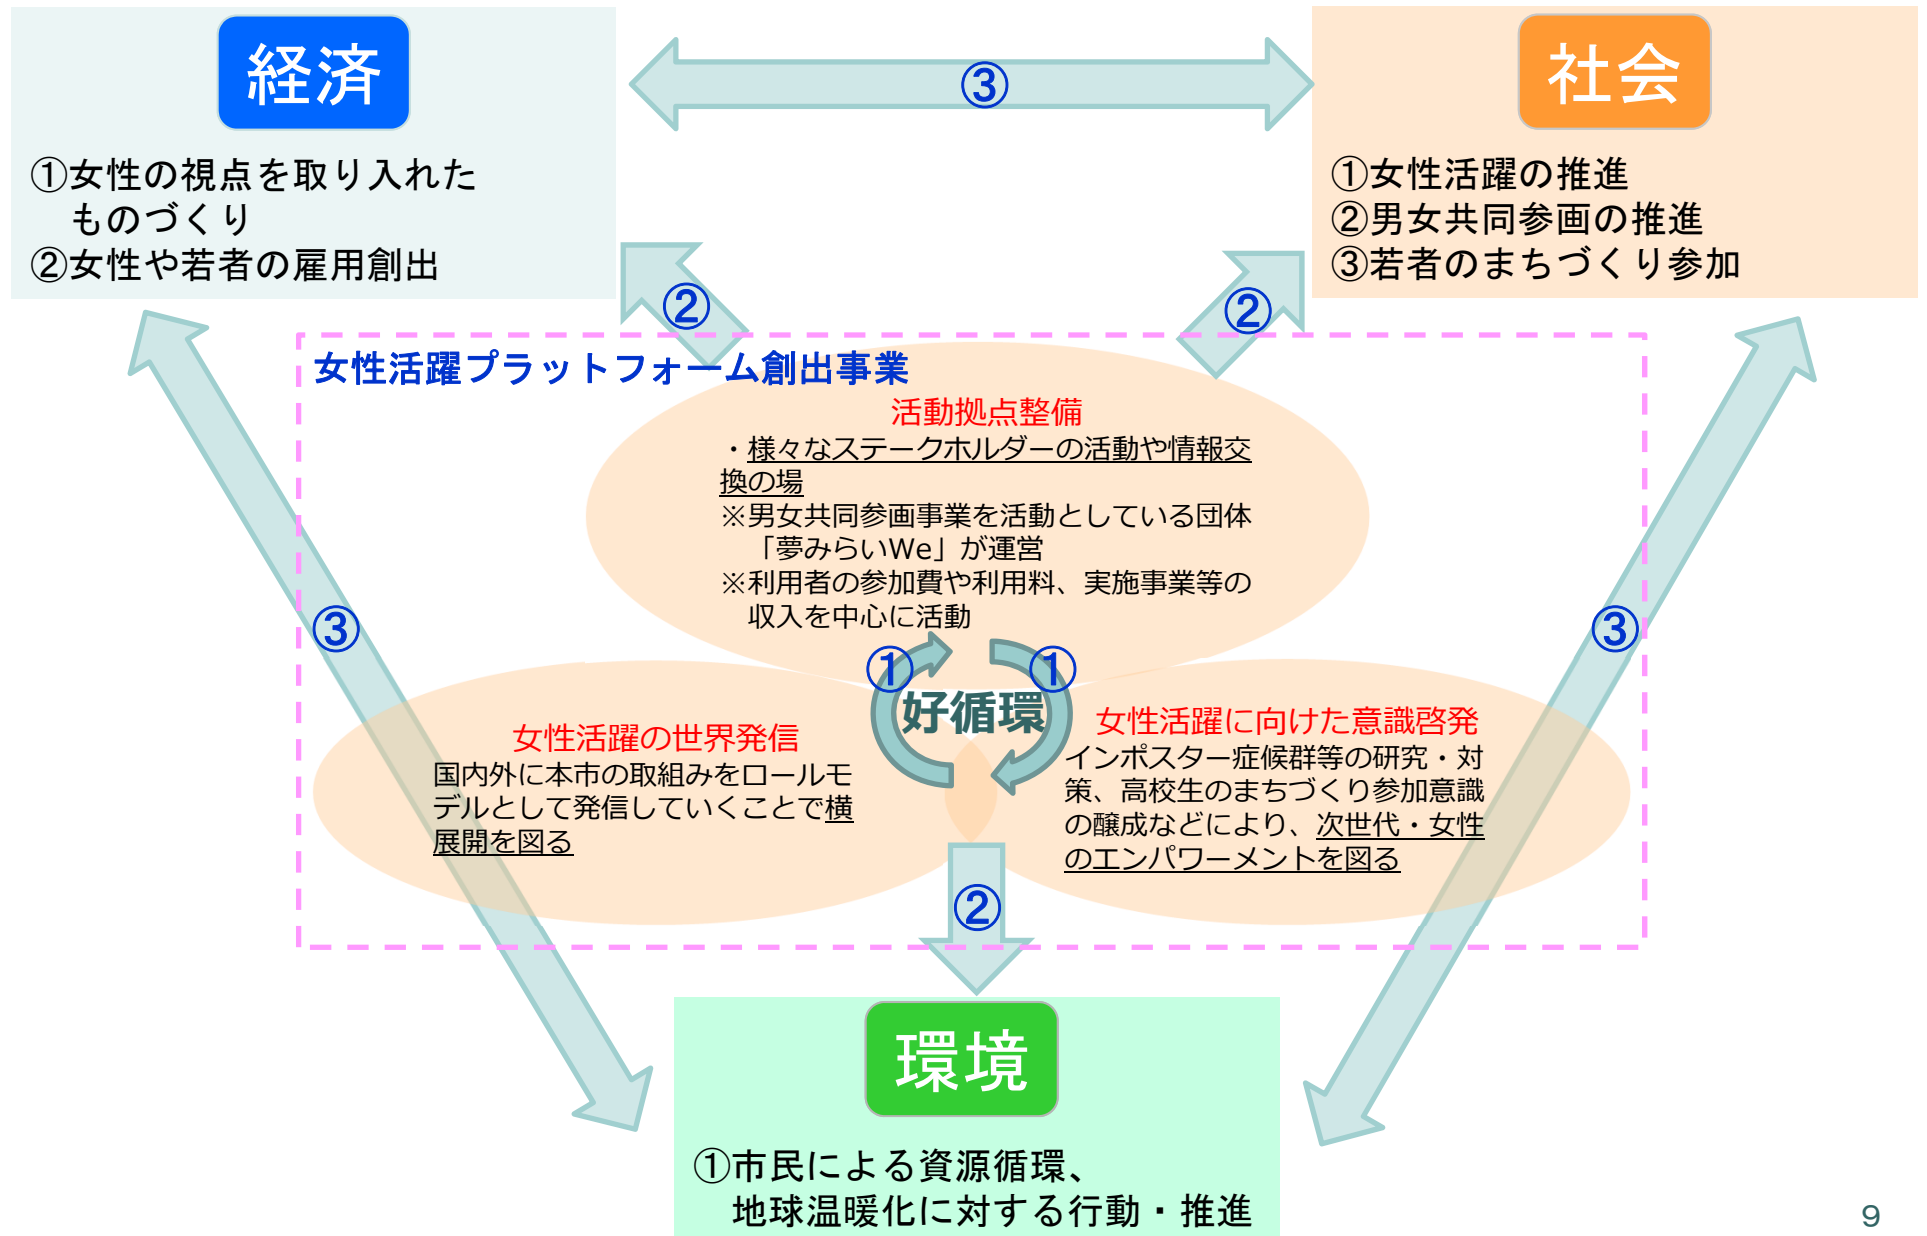 経済
①女性の視点を取り入れた
ものづくり
②女性や若者の雇用創出
③
社会
①女性活躍の推進
②男女共同参画の推進
③若者のまちづくり参加
②
②
女性活躍プラットフォーム創出事業
活動拠点整備
・様々なステークホルダーの活動や情報交
換の場
※男女共同参画事業を活動としている団体
「夢みらいWe」が運営
※利用者の参加費や利用料、実施事業等の
収入を中心に活動
③
③
①
①
好循環
女性活躍の世界発信
国内外に本市の取組みをロールモ
デルとして発信していくことで横
展開を図る
女性活躍に向けた意識啓発
インポスター症候群等の研究・対
策、高校生のまちづくり参加意識
の醸成などにより、次世代・女性
のエンパワーメントを図る
②
環境
①市民による資源循環、
地球温暖化に対する行動・推進
9